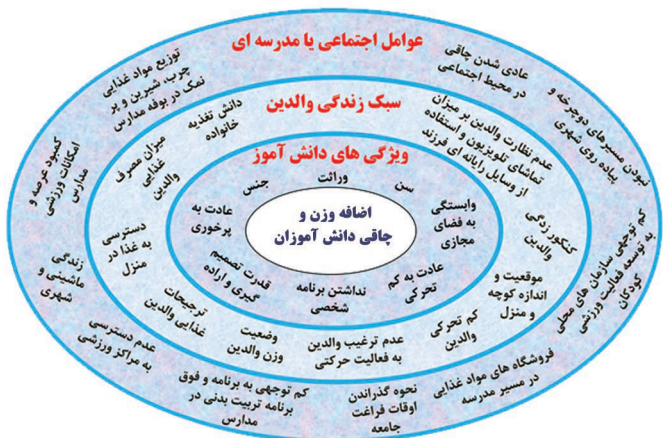 عوامل اجتماعی یا مدرسه ای
توزیع مواد غذایی
چرب، شیرین و پر
نمک در بوفه مدارس
عادی شدن چاقی
در محیط اجتماعی
نبودن مسیرهای دوچرخه و
پیاده روی شهری
کم توجهی سازمان های محلی
به توسعه فعالیت ورزشی
کودکان
فروشگاه های مواد غذایی
در مسیر مدرسه
نحوه گذراندن
اوقات فراغت
جامعه
کم توجهی به برنامه و فوق
برنامه تربیت بدنی در
مدارس
عدم دسترسی
به مراکز ورزشی
زندگی
ماشینی و
شهری
کمبود عرصه و
امکانات ورزشی
مدارس
سبک زندگی والدین
دانش تغذیه
خانواده
عدم نظارت والدین بر میزان
تماشای تلویزیون و استفاده
از وسایل رایانه ای فرزند
کنکور زدگی
والدین
موقعیت و
اندازه کوچه
و منزل
کم تحرکی
والدین
عدم ترغیب والدین
به فعالیت حرکتی
وضعیت
وزن والدین
ترجیحات
غذایی والدین
دسترسی
به غذا در
منزل
میزان مصرف
غذایی
والدین
ویژگی های دانش آموز
وراثت
سن
جنس
وابستگی
به فضای
مجازی
عادت به کم
تحرکی
نداشتن برنامه
شخصی
قدرت تصمیم
گیری و اراده
عادت به
پرخوری
اضافه وزن و
چاقی دانش آموزان